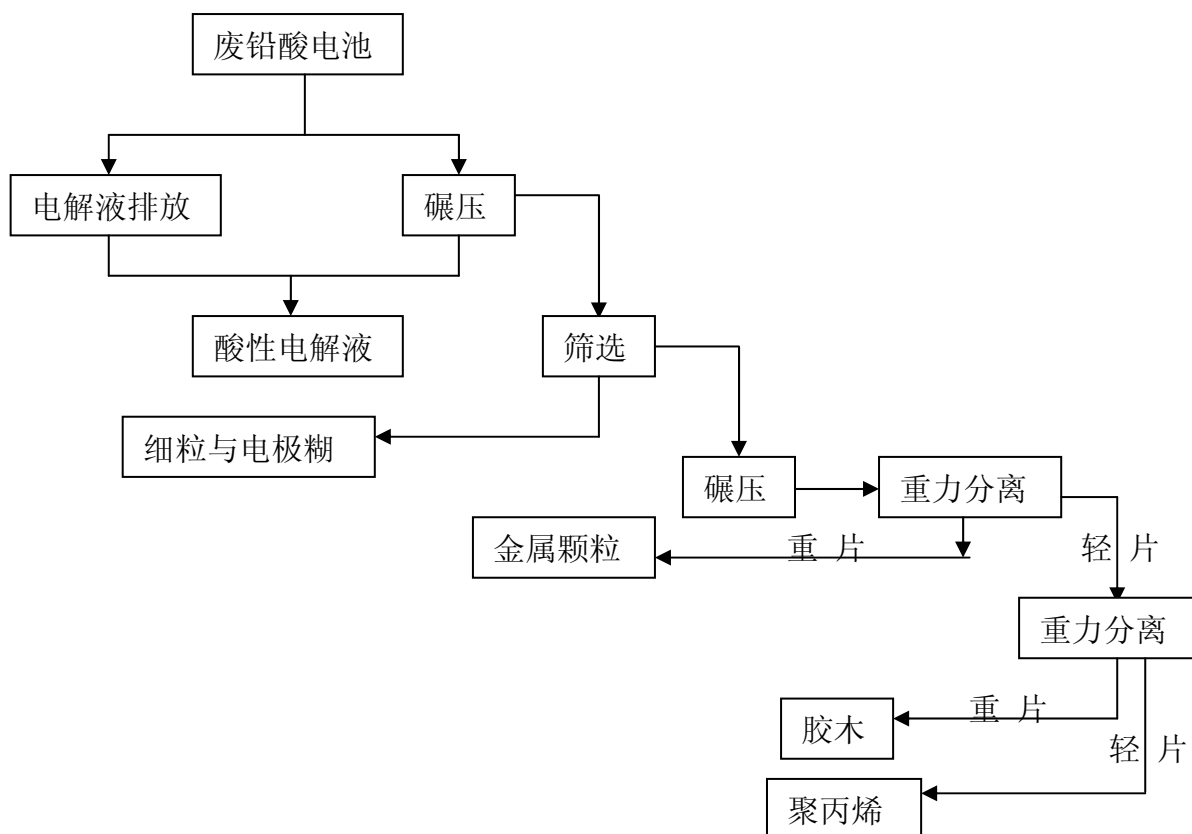 废铅酸电池
电解液排放
碾压
酸性电解液
筛选
细粒与电极糊
碾压
重力分离
金属颗粒
重 片
轻 片
重力分离
胶木
重 片
轻 片
聚丙烯